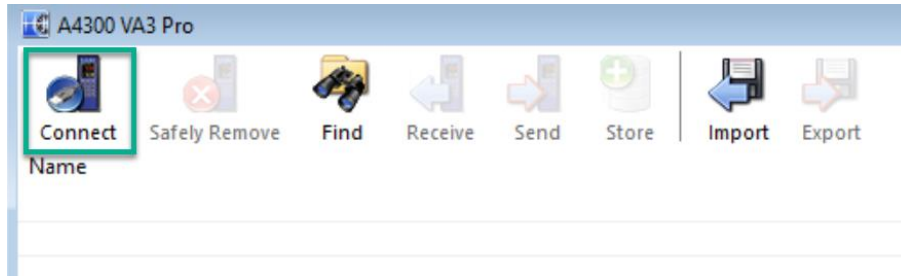 A4300 VA3 Pro
Connect Safely Remove Find Receive Send Store Import Export
Name